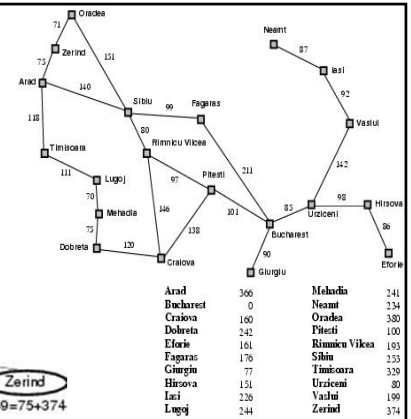 Oradea
71
Neamt
87
Zerind
151
75
Iasi
Arad
140
92
Sibiu
99
Fagaras
118
Vaslui
80
Rimnicu Vilcea
Timisoara
142
111
Pitesti
211
Lugoj
97
70
98
Hirsova
85
146
101
Urziceni
Mehadia
86
75
138
Bucharest
Dobreta
120
90
Craiova
Eforie
Giurgiu
Arad 366 Mehadia 241
Bucharest 0 Neamt 234
Craiova 160 Oradea 380
Dobreta 242 Pitesti 100
Eforie 161 Rimnicu Vilcea 193
Fagaras 176 Sibiu 253
Giurgiu 77 Timisoara 329
Hirsova 151 Urziceni 80
Iasi 226 Vaslui 199
Lugoj 244 Zerind 374
Zerind
9=75+374